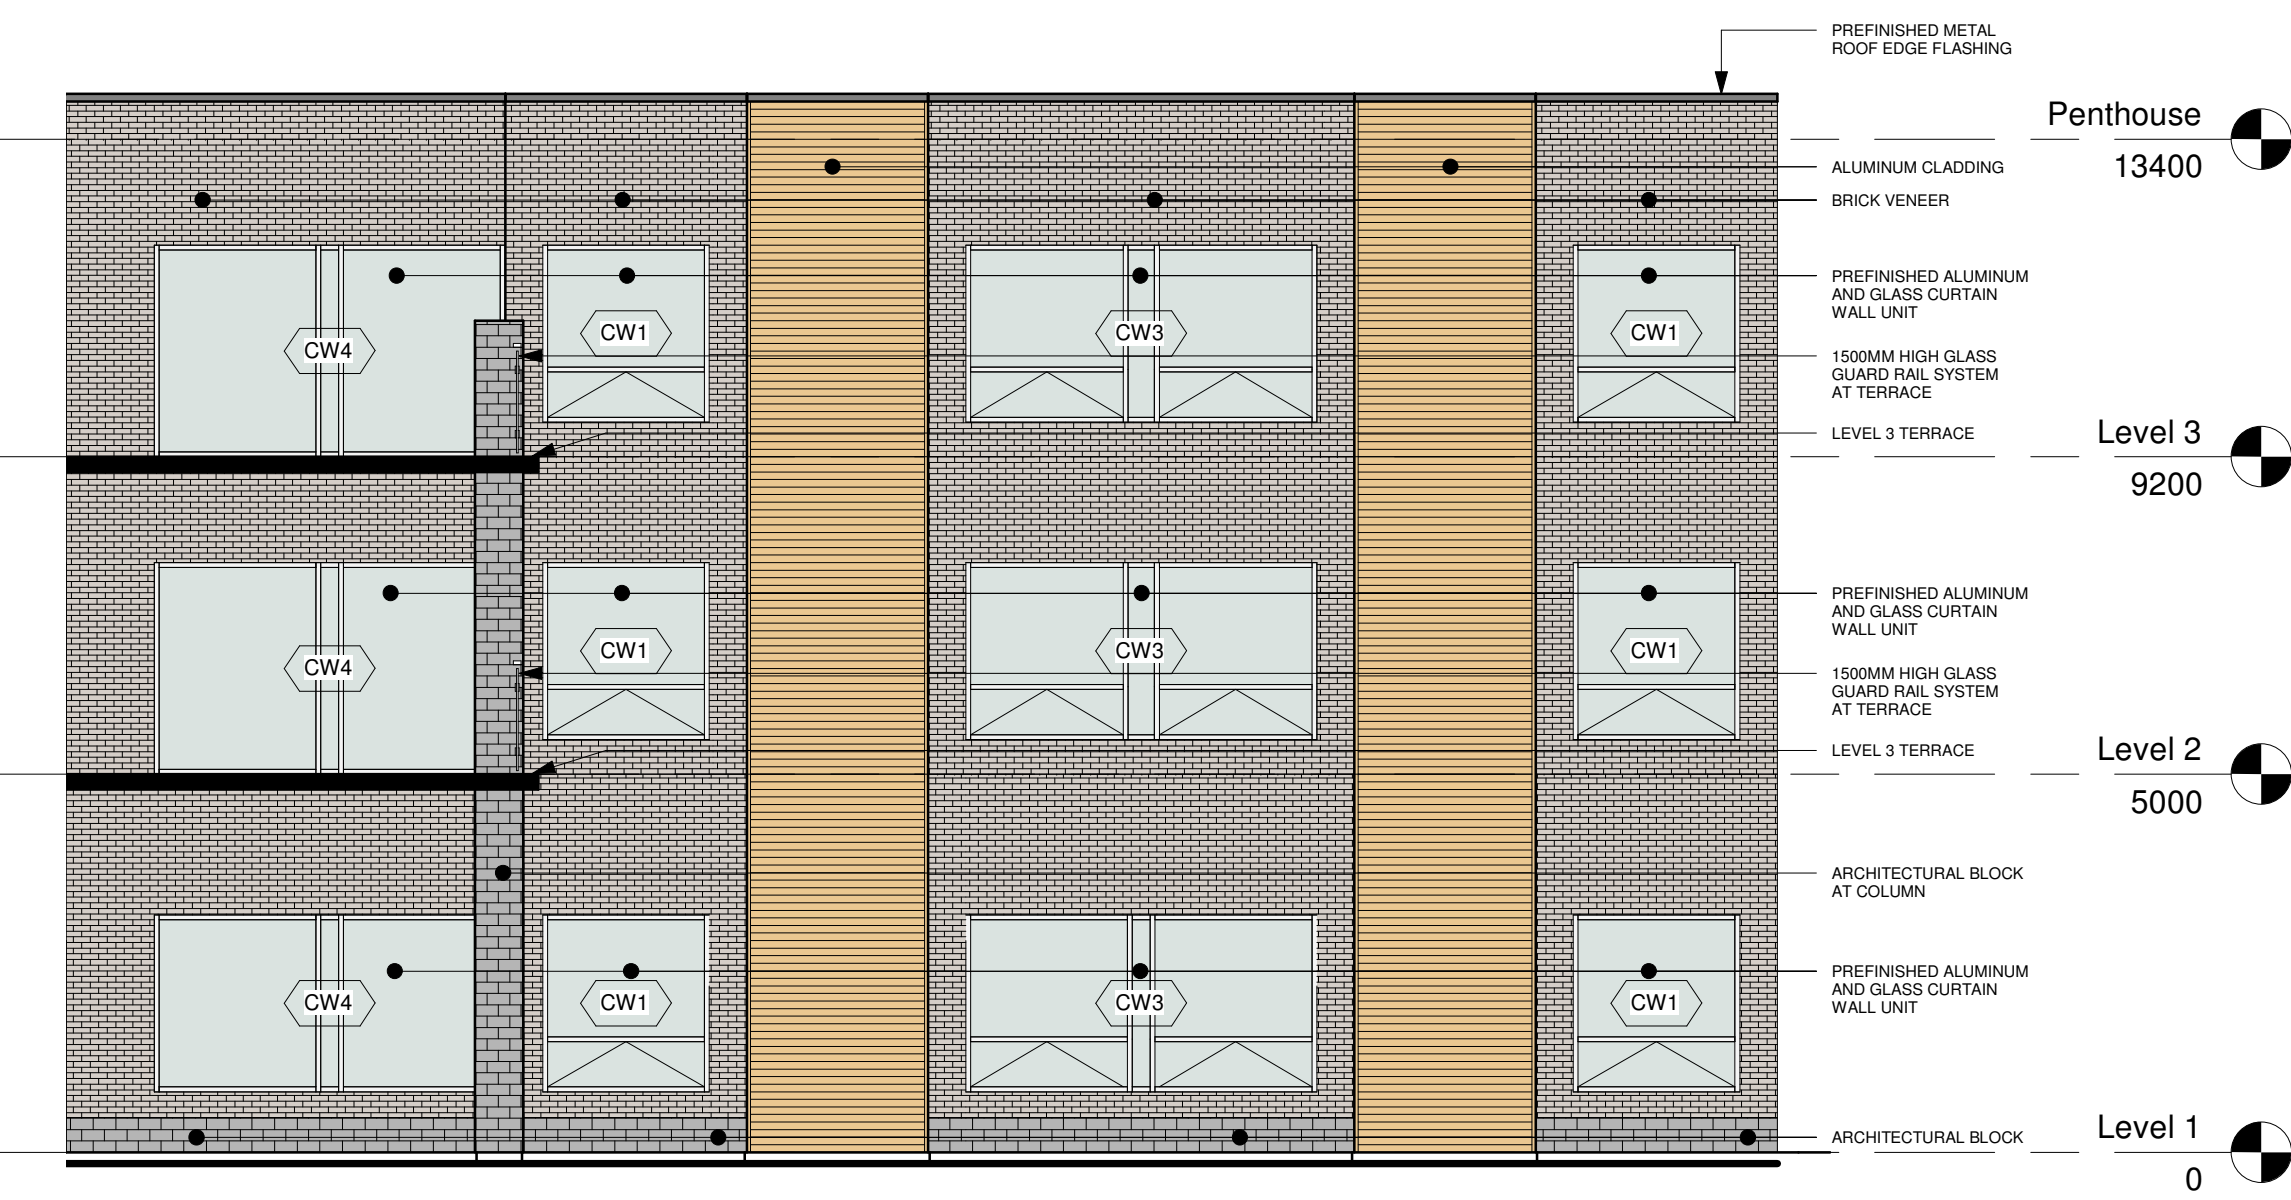 PREFINISHED METAL
ROOF EDGE FLASHING
Penthouse
13400
ALUMINUM CLADDING
BRICK VENEER
PREFINISHED ALUMINUM
AND GLASS CURTAIN
WALL UNIT
CW4
CW1
CW3
CW1
1500MM HIGH GLASS
GUARD RAIL SYSTEM
AT TERRACE
LEVEL 3 TERRACE
Level 3
9200
PREFINISHED ALUMINUM
AND GLASS CURTAIN
WALL UNIT
CW4
CW1
CW3
CW1
1500MM HIGH GLASS
GUARD RAIL SYSTEM
AT TERRACE
LEVEL 3 TERRACE
Level 2
5000
ARCHITECTURAL BLOCK
AT COLUMN
PREFINISHED ALUMINUM
AND GLASS CURTAIN
WALL UNIT
CW4
CW1
CW3
CW1
ARCHITECTURAL BLOCK
Level 1
0